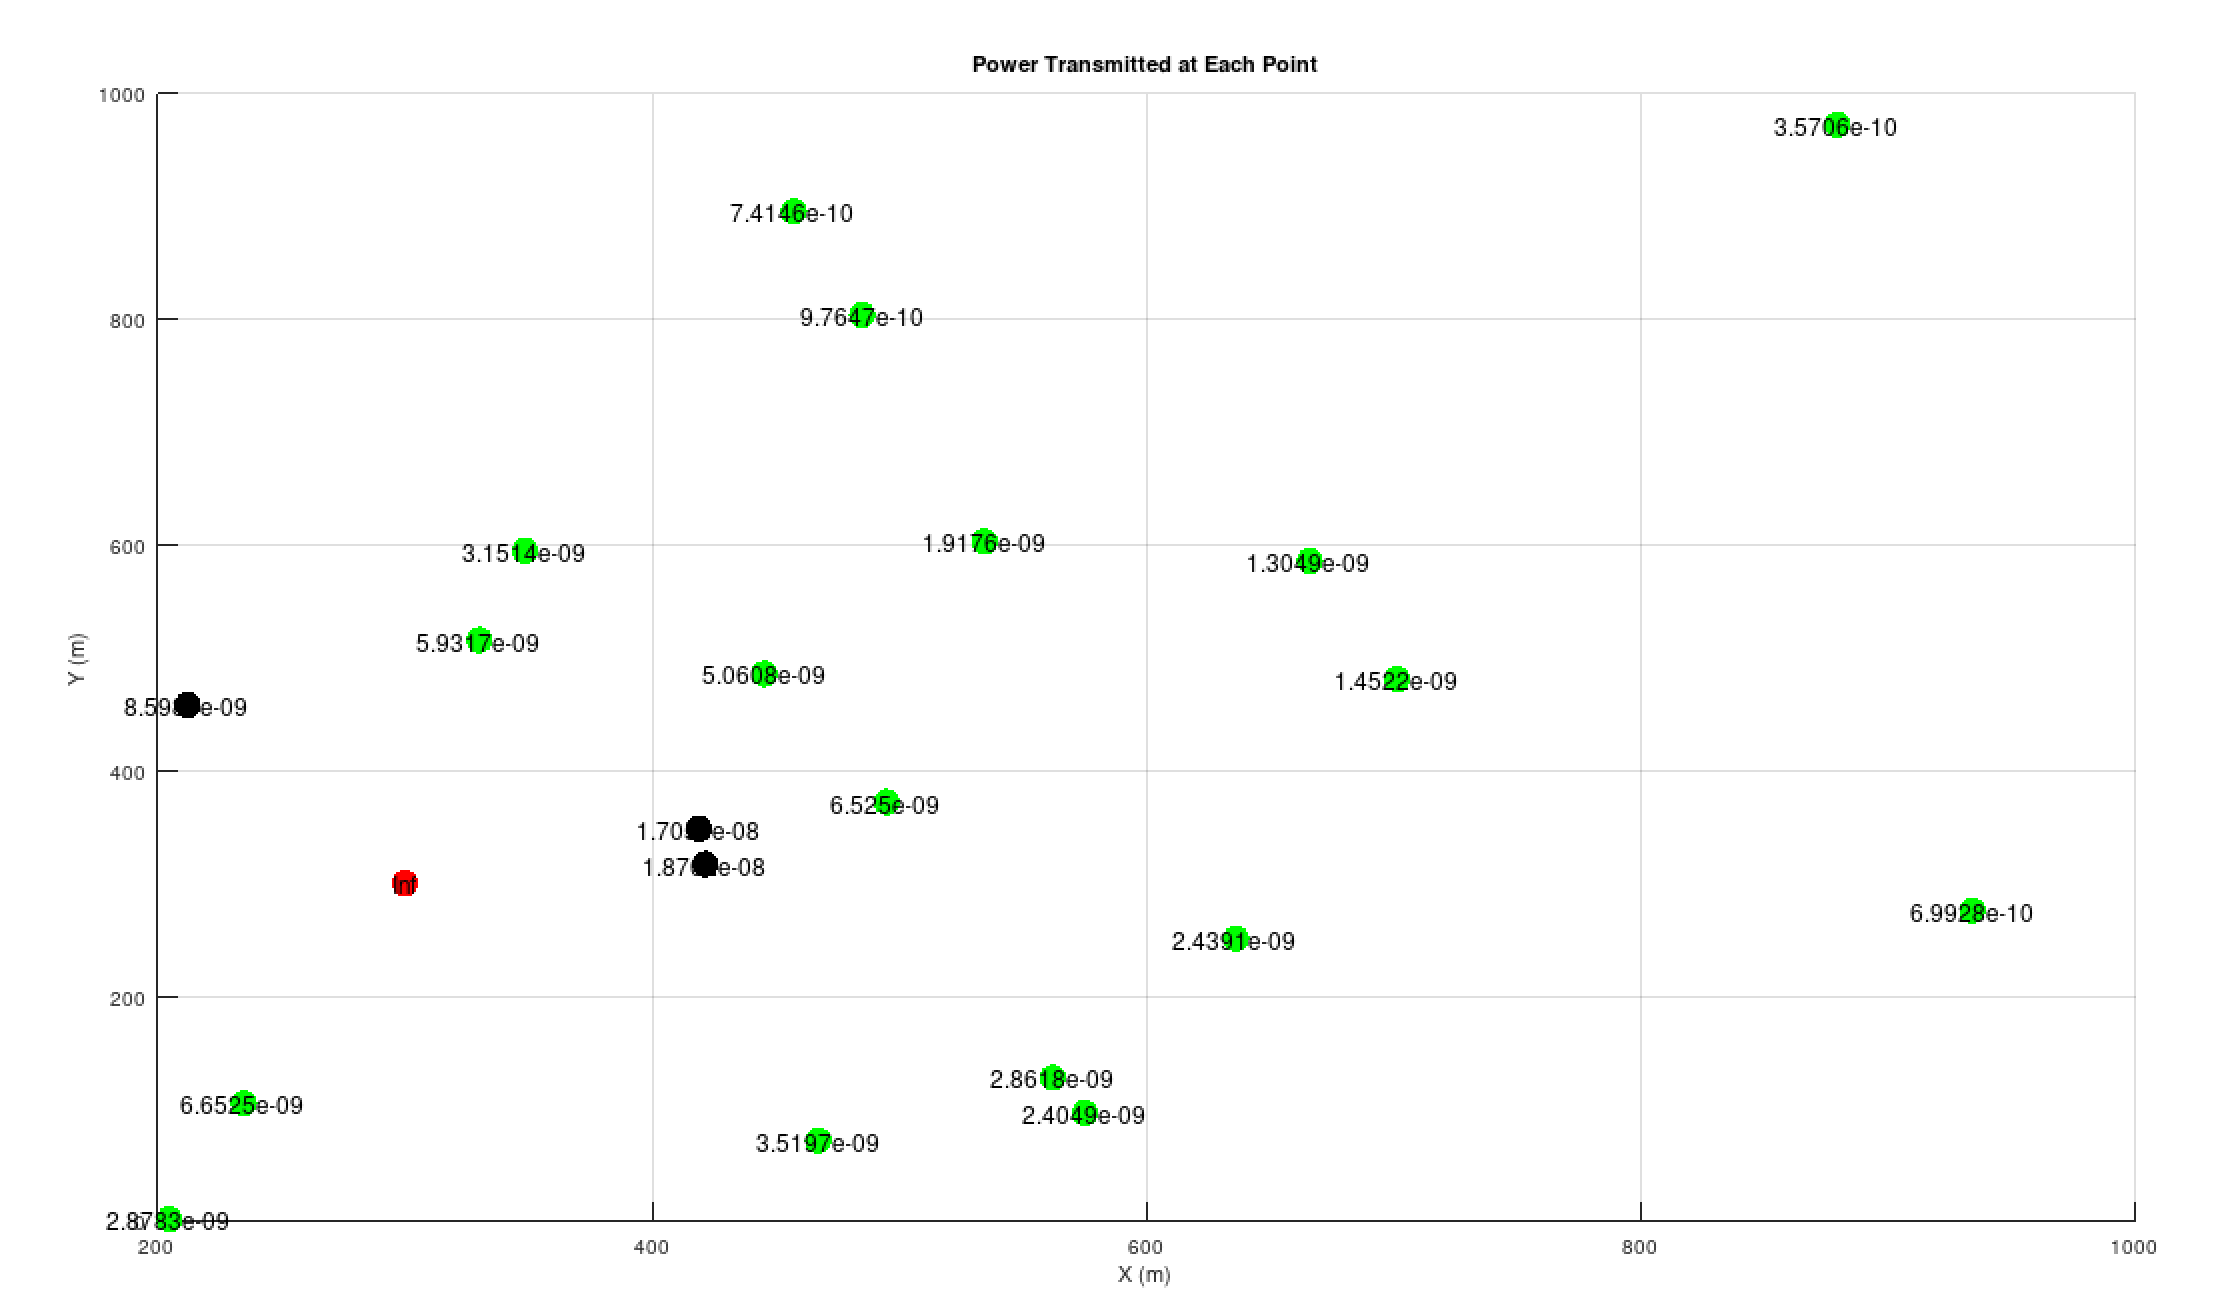 Power Transmitted at Each Point
1000
3.5706e-10
7.4146e-10
800
9.7647e-10
600
3.1514e-09
1.9176e-09
1.3049e-09
5.9317e-09
Y (m)
5.0608e-09
1.4522e-09
400
6.525e-09
Inf
6.9928e-10
2.4391e-09
200
2.8618e-09
6.6525e-09
2.4049e-09
3.5197e-09
2.8783e-09
200
400
600
800
1000
X (m)